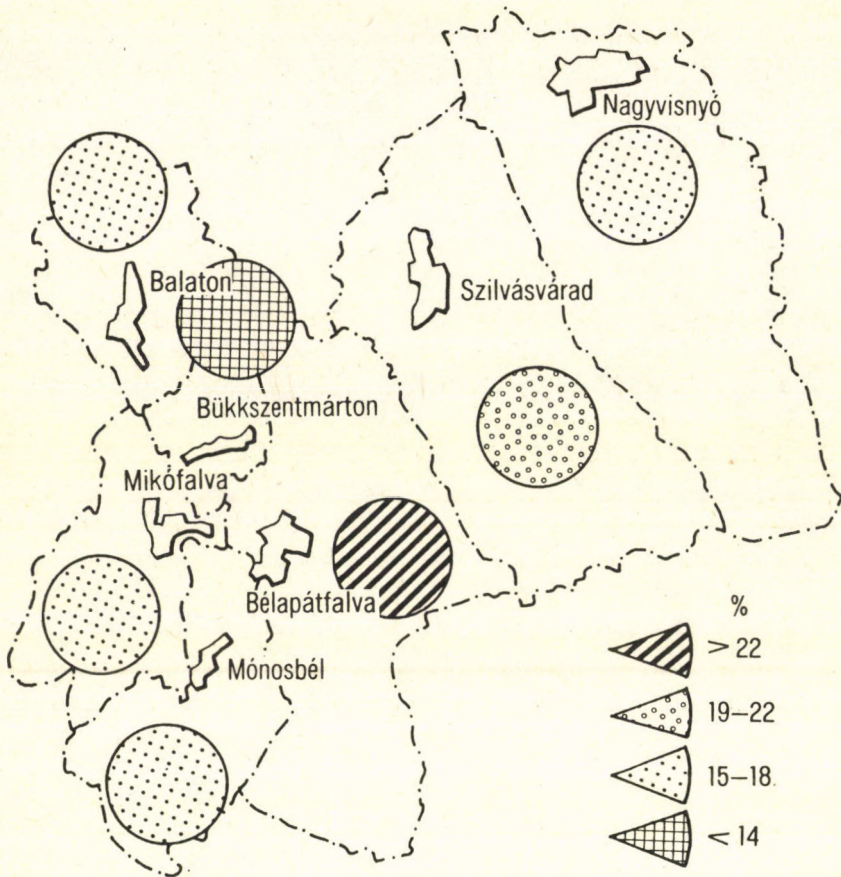 Nagyvisnyó
Balaton
Szilvásvárad
Bükkszentmárton
Mikófalva
Bélapátfalva
Mónosbél
%
> 22
19–22
15–18
< 14